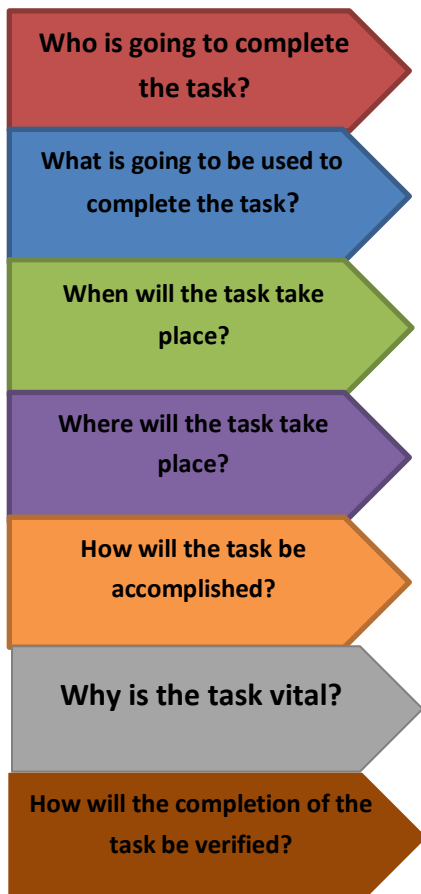 Who is going to complete
the task?
What is going to be used to
complete the task?
When will the task take
place?
Where will the task take
place?
How will the task be
accomplished?
Why is the task vital?
How will the completion of the
task be verified?